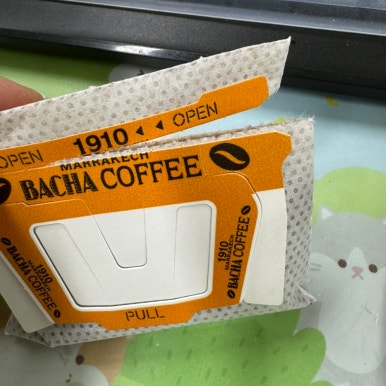 OPEN 1910 OPEN
MARRAKECH
BACHA COFFEE
1910
MARRAKECH
BACHA COFFEE
1910
MARRAKECH
BACHA COFFEE
PULL